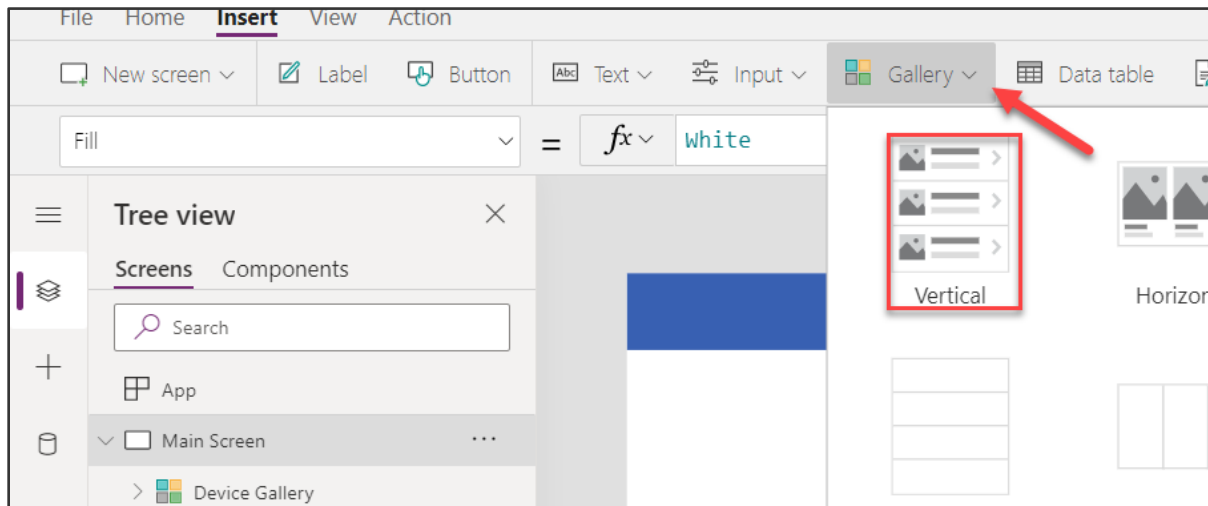 File Home Insert View Action
New screen Label Button Abc Text Input Gallery Data table
Fill = fx White
Tree view
Screens Components
Vertical
Search
App
Main Screen ...
Device Gallery